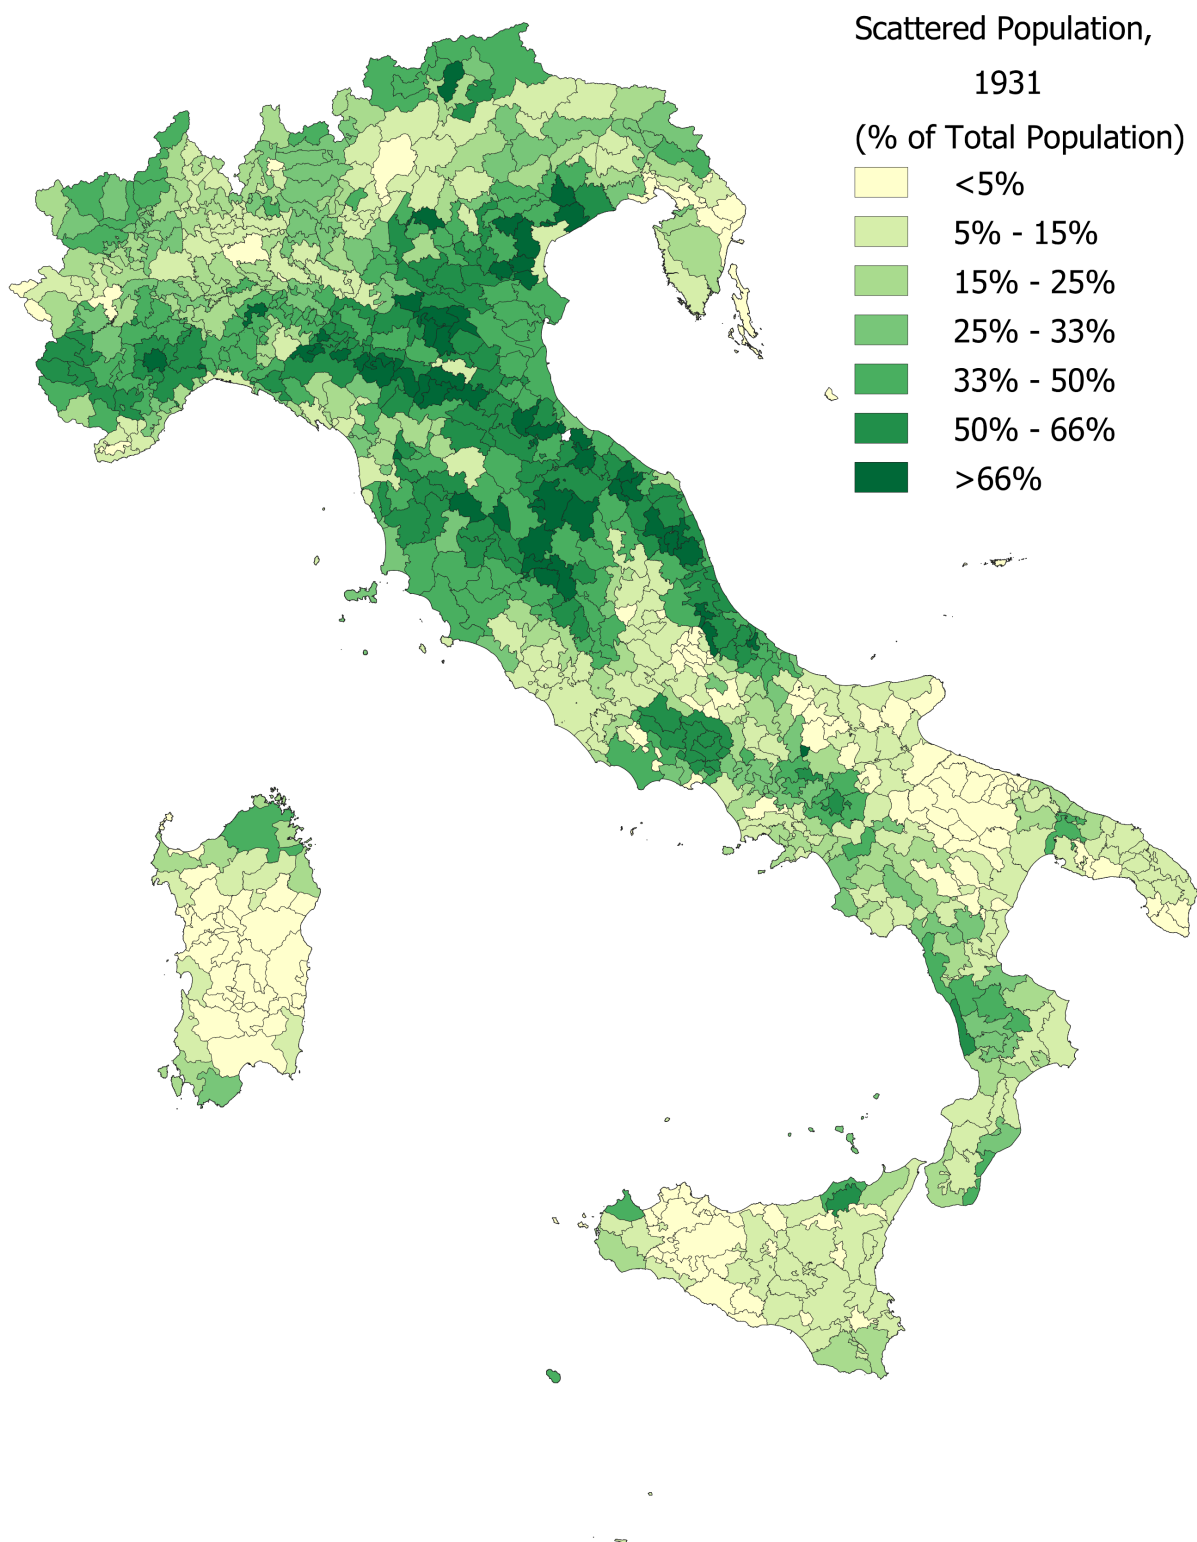 Scattered Population,
1931
(% of Total Population)
<5%
5% - 15%
15% - 25%
25% - 33%
33% - 50%
50% - 66%
>66%